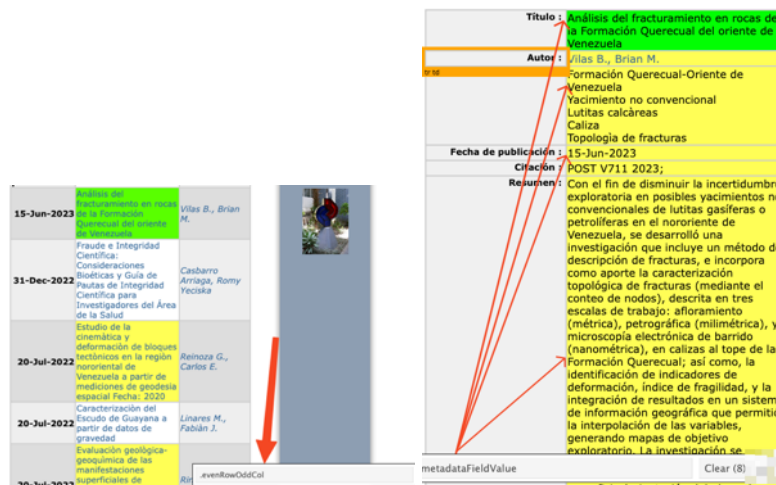 15-Jun-2023
Análisis del
fracturamiento en rocas
de la Formación
Querecual del oriente
de Venezuela
Vilas B., Brian
M.
31-Dec-2022
Fraude e Integridad
Científica:
Consideraciones
Bioéticas y Guía de
Pautas de Integridad
Científica para
Investigadores del Área
de la Salud
Casbarro
Arriaga, Romy
Yeciska
20-Jul-2022
Estudio de la
cinemática y
deformaciòn de bloques
tectònicos en la regiòn
nororiental de
Venezuela a partir de
mediciones de geodesia
espacial Fecha: 2020
Reinoza G.,
Carlos E.
20-Jul-2022
Caracterizaciòn del
Escudo de Guayana a
partir de datos de
gravedad
Linares M.,
Fabián J.
20-Jul-2022
Evaluaciòn geològica-
geoquìmica de las
manifestaciones
superficiales de
.evenRowOddCol
Título :
Análisis del fracturamiento en rocas de
la Formación Querecual del oriente de
Venezuela
Autor :
Vilas B., Brian M.
tr td
Formación Querecual-Oriente de
Venezuela
Yacimiento no convencional
Lutitas calcàreas
Caliza
Topologìa de fracturas
Fecha de publicación :
15-Jun-2023
Citación :
POST V711 2023;
Resumen :
Con el fin de disminuir la incertidumbre
exploratoria en posibles yacimientos no
convencionales de lutitas gasíferas o
petrolíferas en el nororiente de
Venezuela, se desarrolló una
investigación que incluye un método de
descripción de fracturas, e incorpora
como aporte la caracterización
topológica de fracturas (mediante el
conteo de nodos), descrita en tres
escalas de trabajo: afloramiento
(métrica), petrográfica (milimétrica), y
microscopía electrónica de barrido
(nanométrica), en calizas al tope de la
Formación Querecual; así como, la
identificación de indicadores de
deformación, índice de fragilidad, y la
integración de resultados en un sistema
de información geográfica que permitió
la interpolación de las variables,
generando mapas de objetivo
exploratorio. La investigación se
metadataFieldValue
Clear (8)